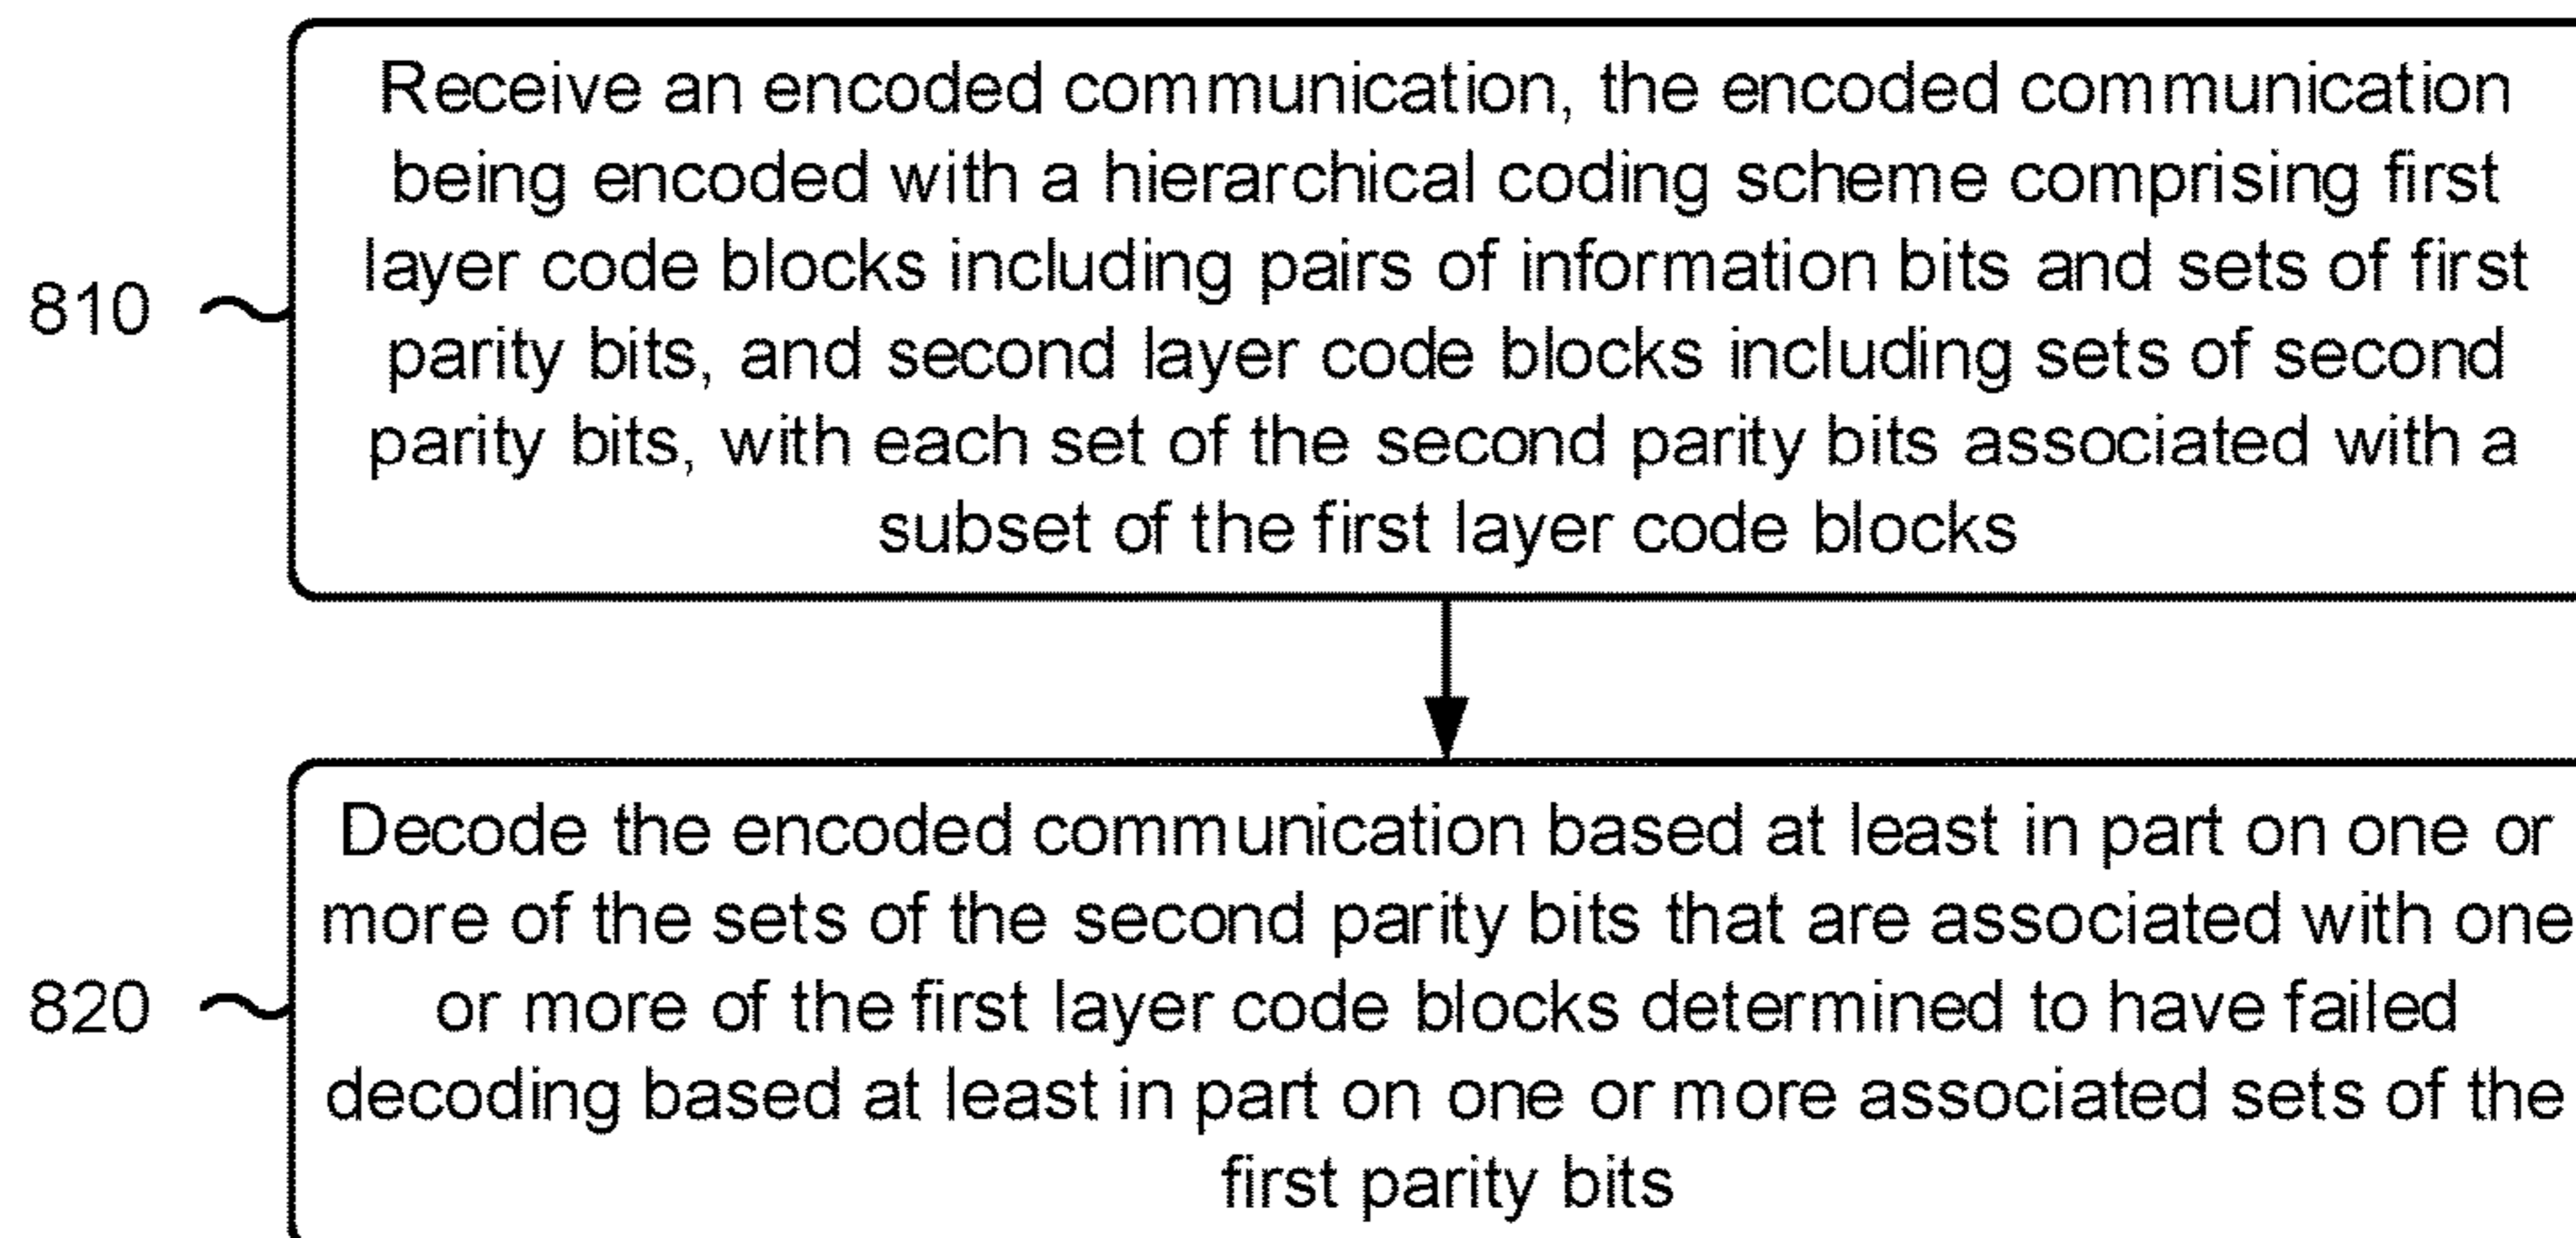 Receive an encoded communication, the encoded communication
being encoded with a hierarchical coding scheme comprising first
layer code blocks including pairs of information bits and sets of first
810
parity bits, and second layer code blocks including sets of second
parity bits, with each set of the second parity bits associated with a
subset of the first layer code blocks
Decode the encoded communication based at least in part on one or
more of the sets of the second parity bits that are associated with one
820
or more of the first layer code blocks determined to have failed
decoding based at least in part on one or more associated sets of the
first parity bits